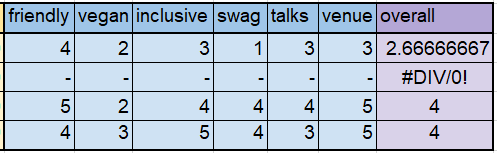 friendly vegan inclusive swag talks venue overall
4 2 3 1 3 3 2.66666667
- - - - - - #DIV/0!
5 2 4 4 4 5 4
4 3 5 4 3 5 4